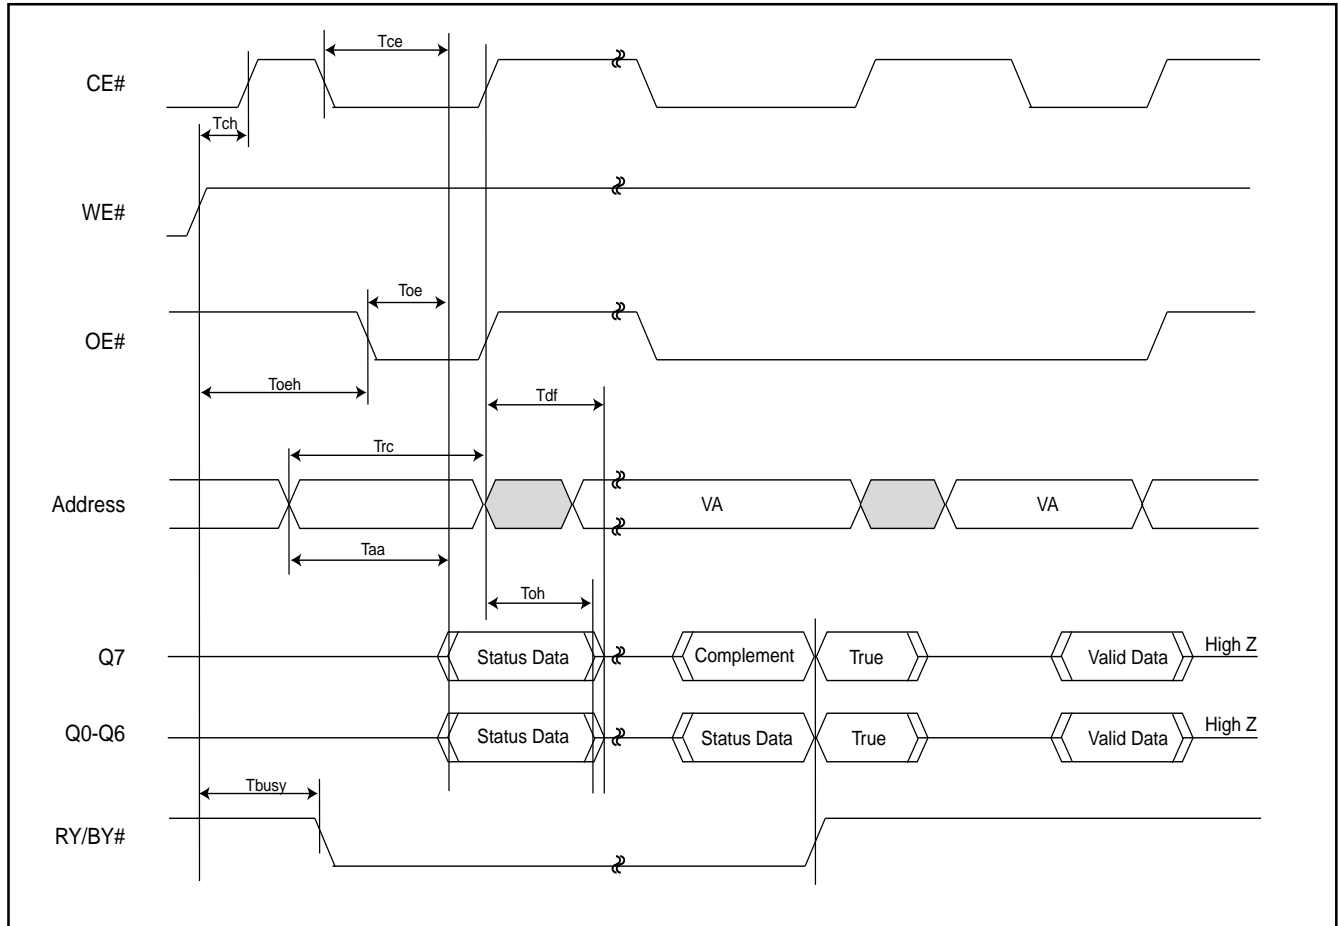 Tce
CE#
Tch
WE#
Toe
OE#
Toeh
Tdf
Trc
Address
VA
VA
Taa
Toh
Q7
Status Data
Complement
True
Valid Data
High Z
Q0-Q6
Status Data
Status Data
True
Valid Data
High Z
Tbusy
RY/BY#